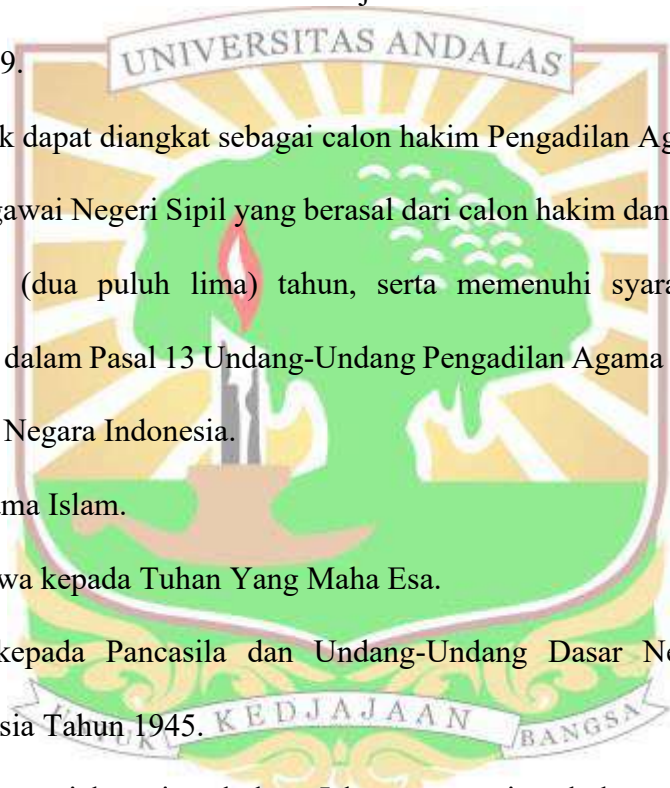 UNIVERSITAS ANDALAS
9.
k dapat diangkat sebagai calon hakim Pengadilan Ag
gawai Negeri Sipil yang berasal dari calon hakim dan
(dua puluh lima) tahun, serta memenuhi syara
dalam Pasal 13 Undang-Undang Pengadilan Agama
Negara Indonesia.
ma Islam.
wa kepada Tuhan Yang Maha Esa.
kepada Pancasila dan Undang-Undang Dasar Ne
sia Tahun 1945.
UNTUK KEDJAJAAN BANGSA